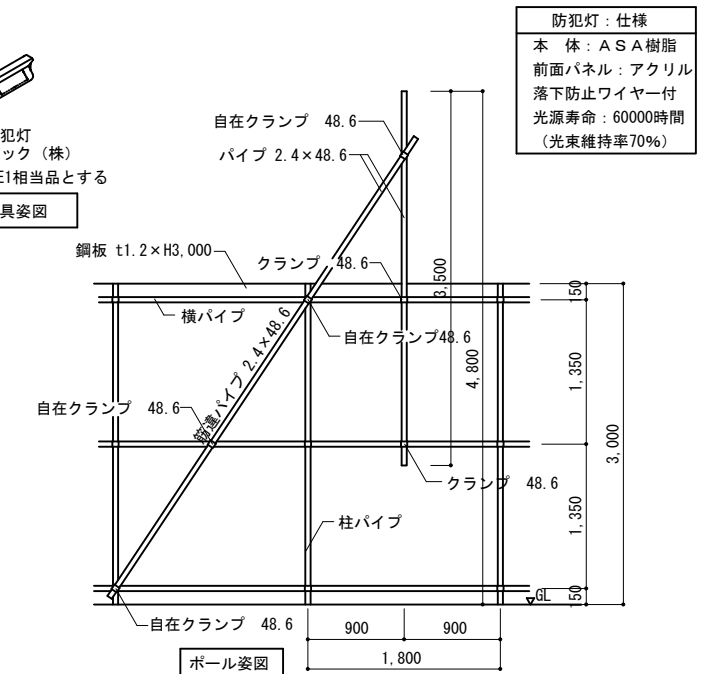 防犯灯：仕様
本　体：ＡＳＡ樹脂
前面パネル：アクリル
落下防止ワイヤー付
光源寿命：60000時間
（光束維持率70%）
犯灯
ック（株）
E1相当品とする
具姿図
自在クランプ　48.6
パイプ 2.4×48.6
鋼板 t1.2×H3,000
クランプ　48.6
横パイプ
自在クランプ48.6
筋違パイプ 2.4×48.6
自在クランプ　48.6
クランプ　48.6
柱パイプ
自在クランプ　48.6
3,500
4,800
150
1,350
3,000
1,350
150
GL
900
900
1,800
ポール姿図